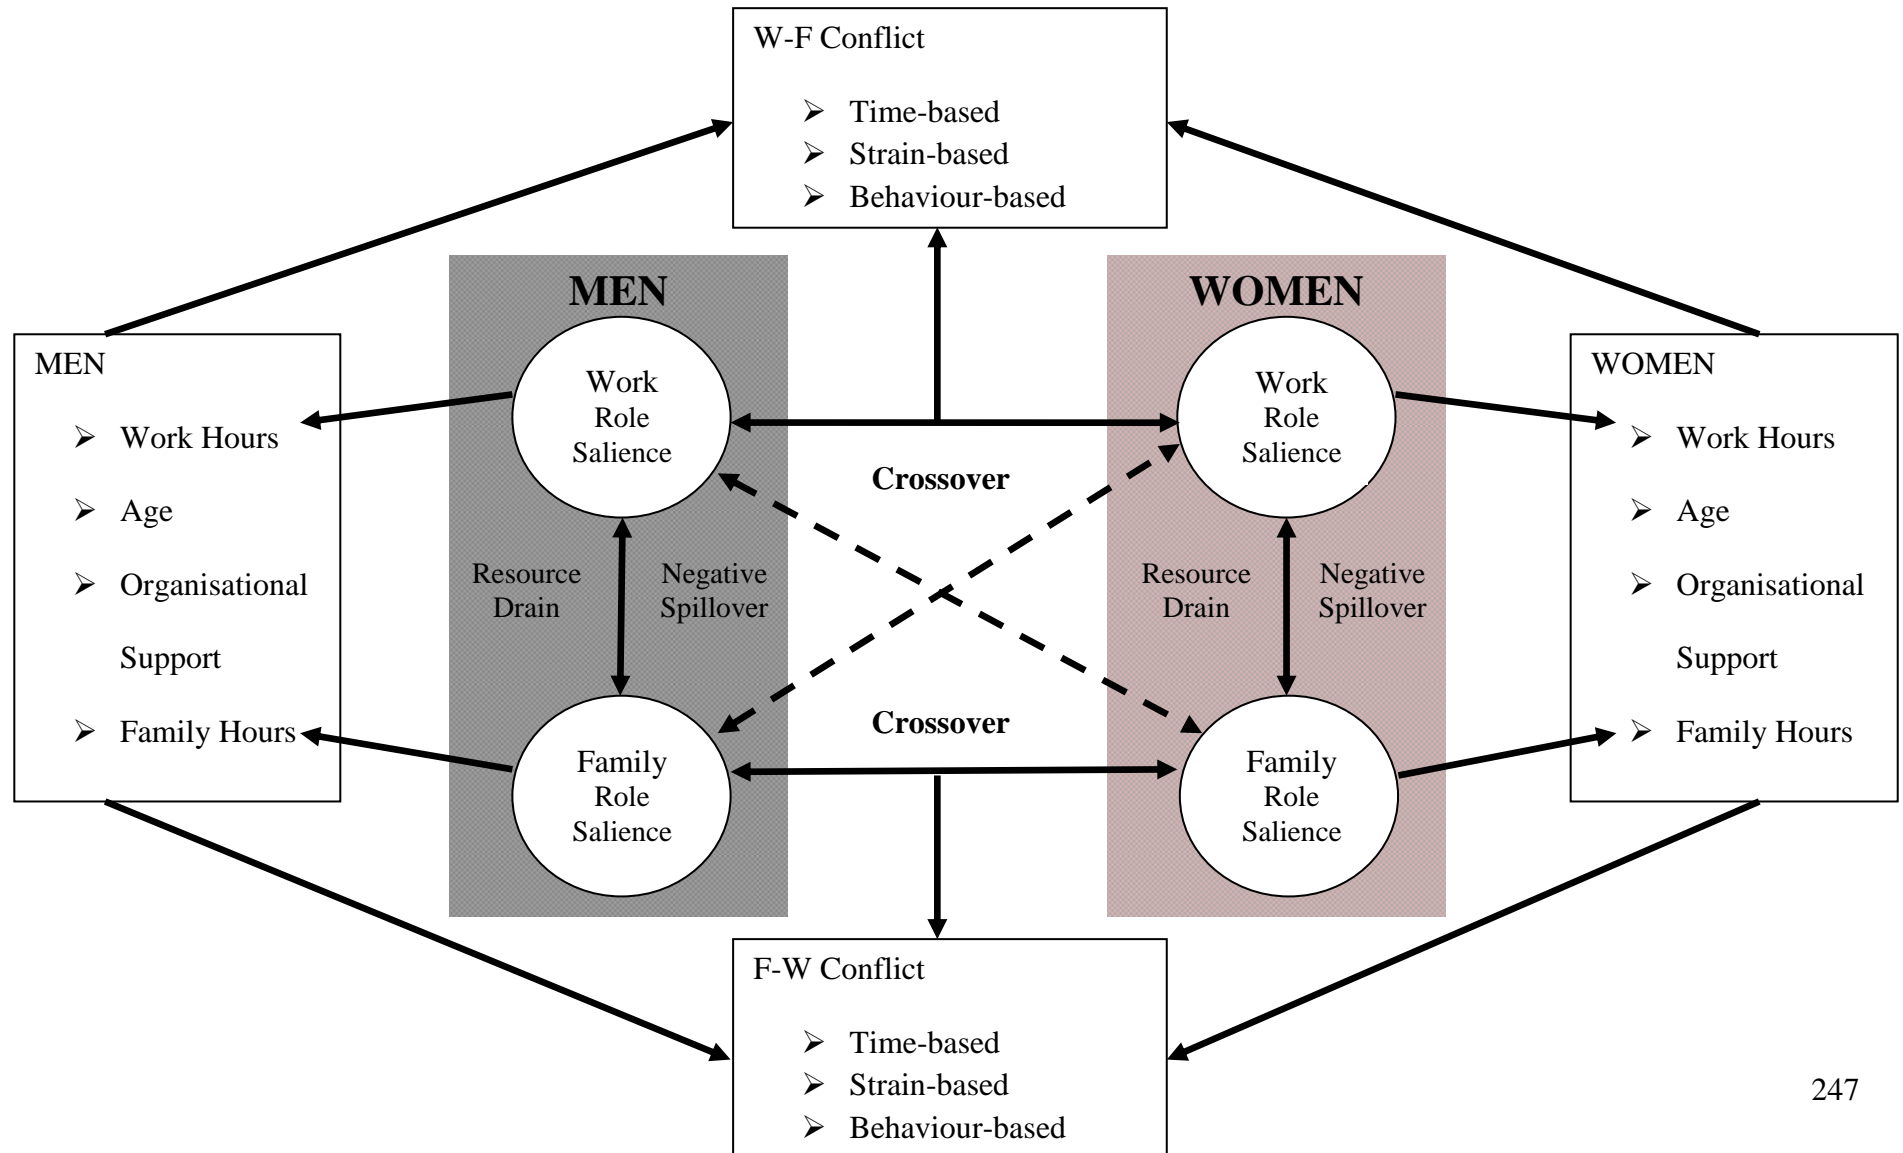 W-F Conflict
➢ Time-based
➢ Strain-based
➢ Behaviour-based
MEN
WOMEN
MEN
➢ Work Hours
➢ Age
➢ Organisational
Support
➢ Family Hours
Work
Role
Salience
Crossover
Work
Role
Salience
WOMEN
➢ Work Hours
➢ Age
➢ Organisational
Support
➢ Family Hours
Resource
Drain
Negative
Spillover
Resource
Drain
Negative
Spillover
Family
Role
Salience
Crossover
Family
Role
Salience
F-W Conflict
➢ Time-based
➢ Strain-based
➢ Behaviour-based
247